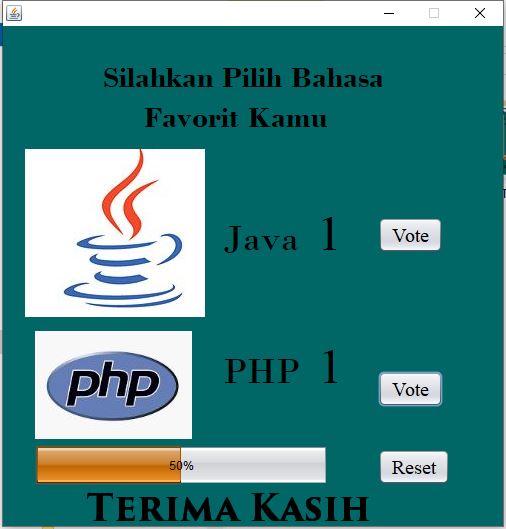 Silahkan Pilih Bahasa
Favorit Kamu
Java 1 Vote
php PHP 1 Vote
50% Reset
Terima Kasih